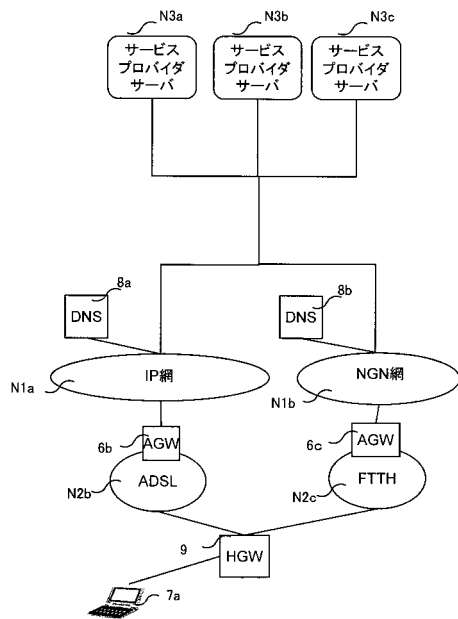 N3a
N3b
N3c
サービス
プロバイダ
サーバ
サービス
プロバイダ
サーバ
サービス
プロバイダ
サーバ
8a
DNS
8b
DNS
IP網
N1a
NGN網
N1b
6b
AGW
6c
AGW
N2b
ADSL
N2c
FTTH
9
HGW
7a